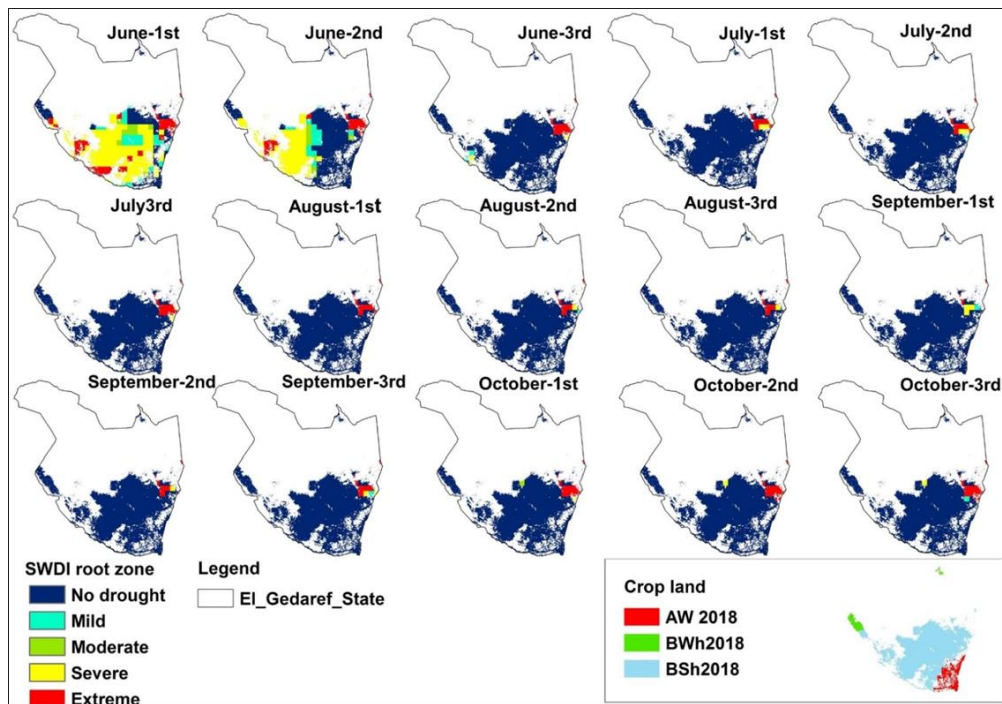 June-1st June-2nd June-3rd July-1st July-2nd
July3rd August-1st August-2nd August-3rd September-1st
September-2nd September-3rd October-1st October-2nd October-3rd
SWDI root zone
No drought
Mild
Moderate
Severe
Extreme
Legend
El_Gedaref_State
Crop land
AW 2018
BWh2018
BSh2018